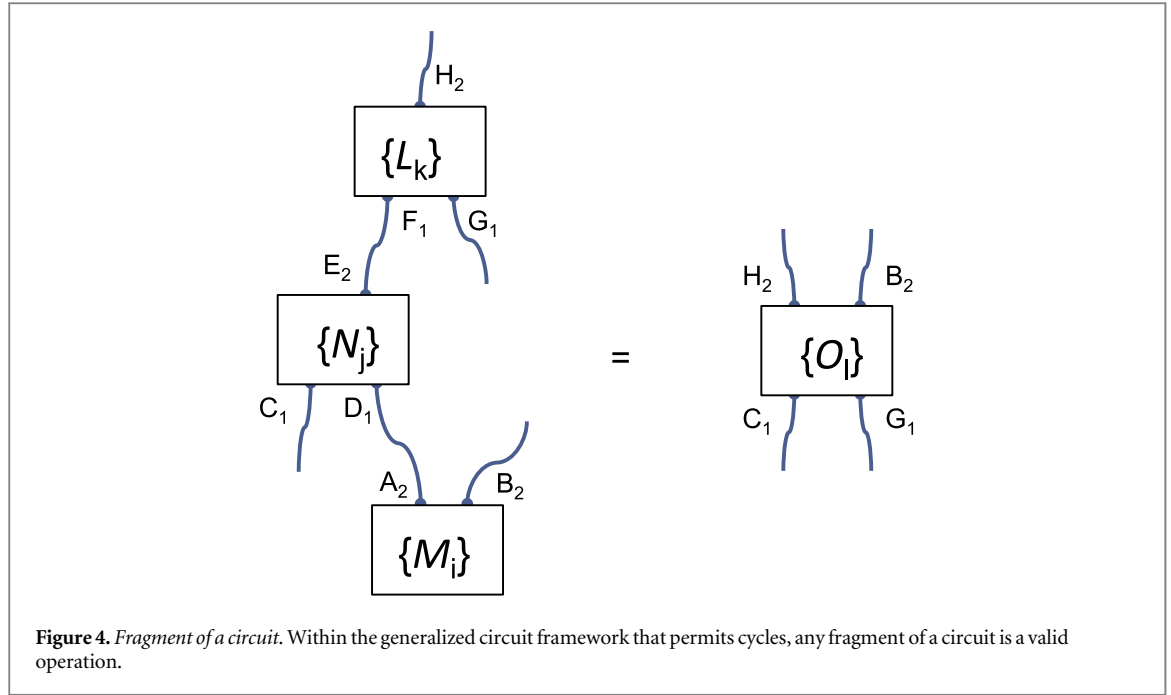 H₂
{Lₖ}
F₁ G₁
E₂
H₂ B₂
{Nⱼ}
= {Oₗ}
C₁ D₁ C₁ G₁
A₂ B₂
{Mᵢ}
Figure 4. Fragment of a circuit. Within the generalized circuit framework that permits cycles, any fragment of a circuit is a valid
operation.